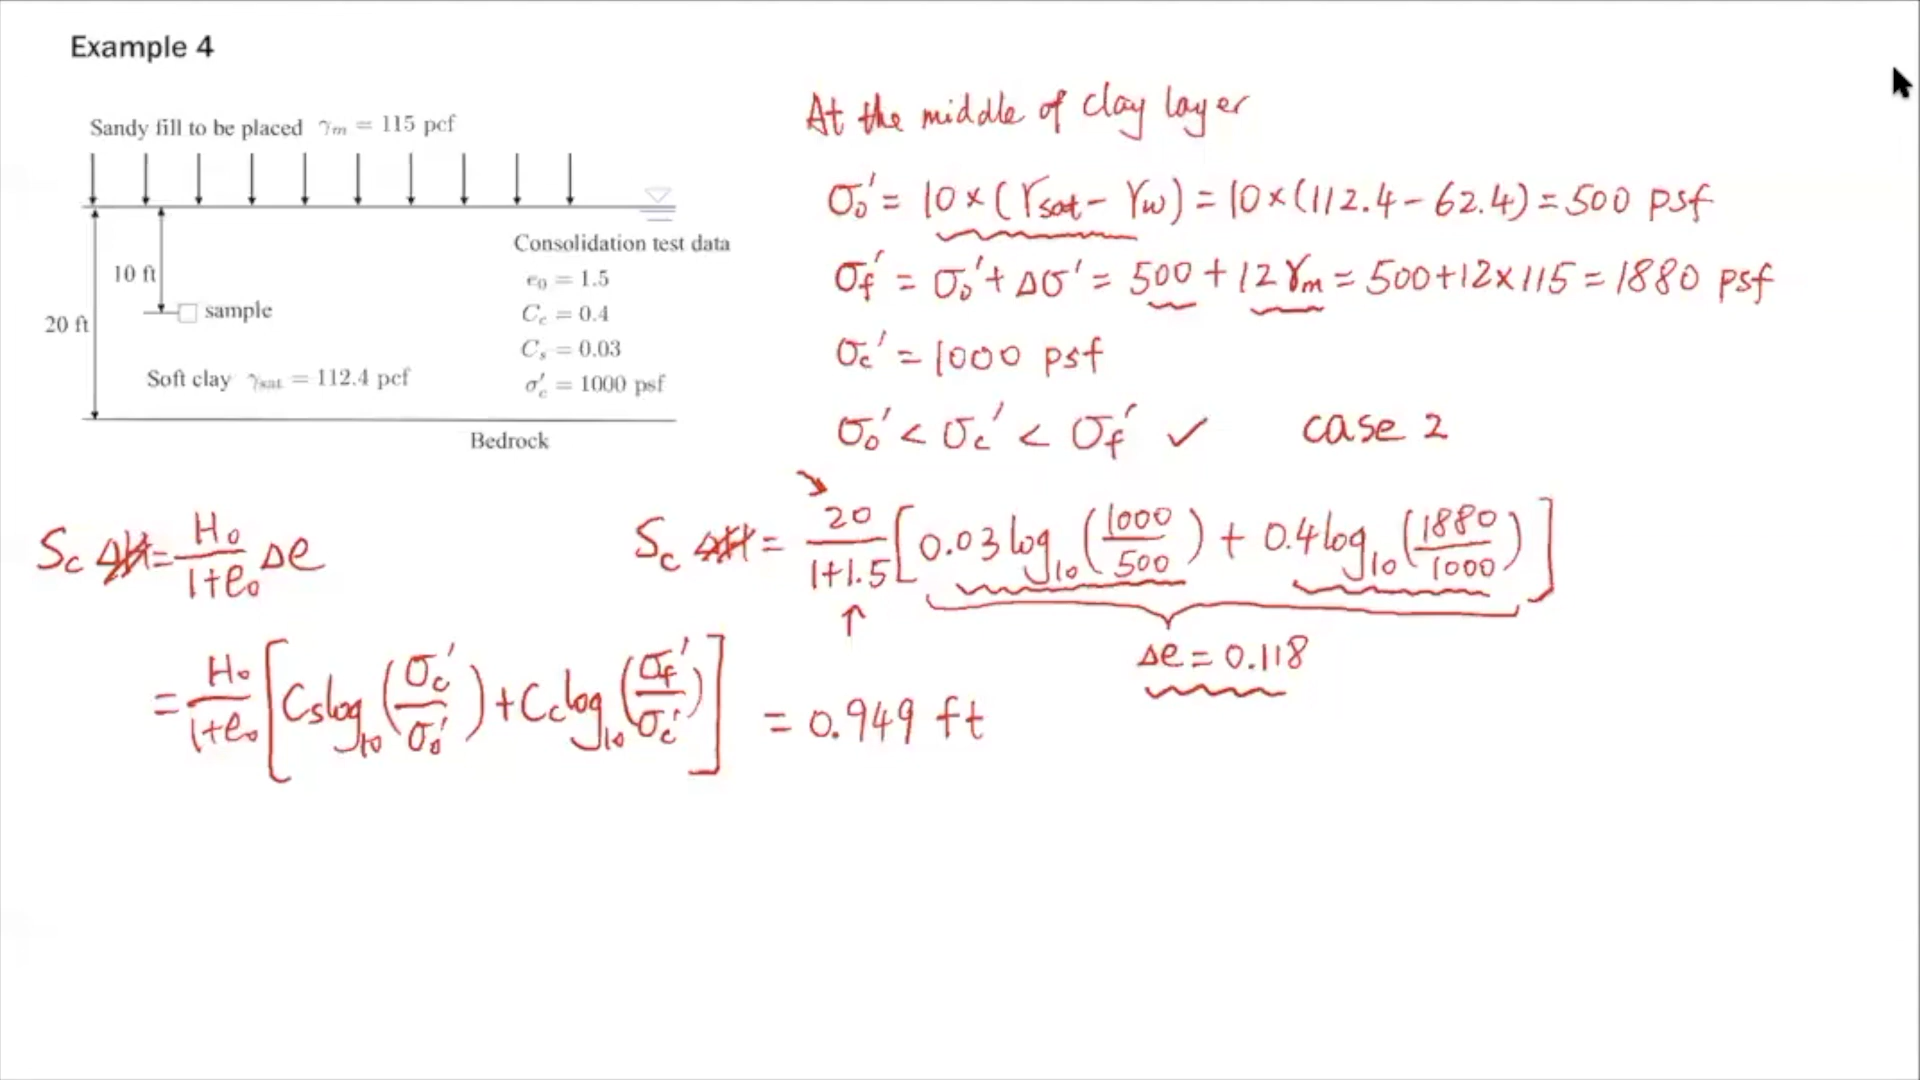 Example 4
Sandy fill to be placed γm = 115 pcf
10 ft
sample
20 ft
Soft clay γsat = 112.4 pcf
Consolidation test data
e0 = 1.5
Cc = 0.4
Cs = 0.03
σ'c = 1000 psf
Bedrock
At the middle of clay layer
σ0' = 10×(γsat − γw) = 10×(112.4 − 62.4) = 500 psf
σf' = σ0' + Δσ' = 500 + 12γm = 500+12×115 = 1880 psf
σc' = 1000 psf
σ0' < σc' < σf' ✓ case 2
Sc = H0/(1+e0) Δe
= H0/(1+e0) [Cs log10 (σc'/σ0') + Cc log10 (σf'/σc')]
Sc = 20/(1+1.5) [0.03 log10 (1000/500) + 0.4 log10 (1880/1000)]
Δe = 0.118
= 0.949 ft